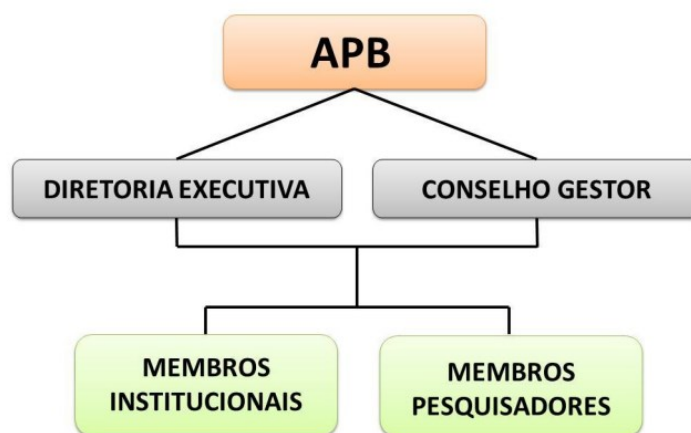 APB
DIRETORIA EXECUTIVA
CONSELHO GESTOR
MEMBROS
INSTITUCIONAIS
MEMBROS
PESQUISADORES